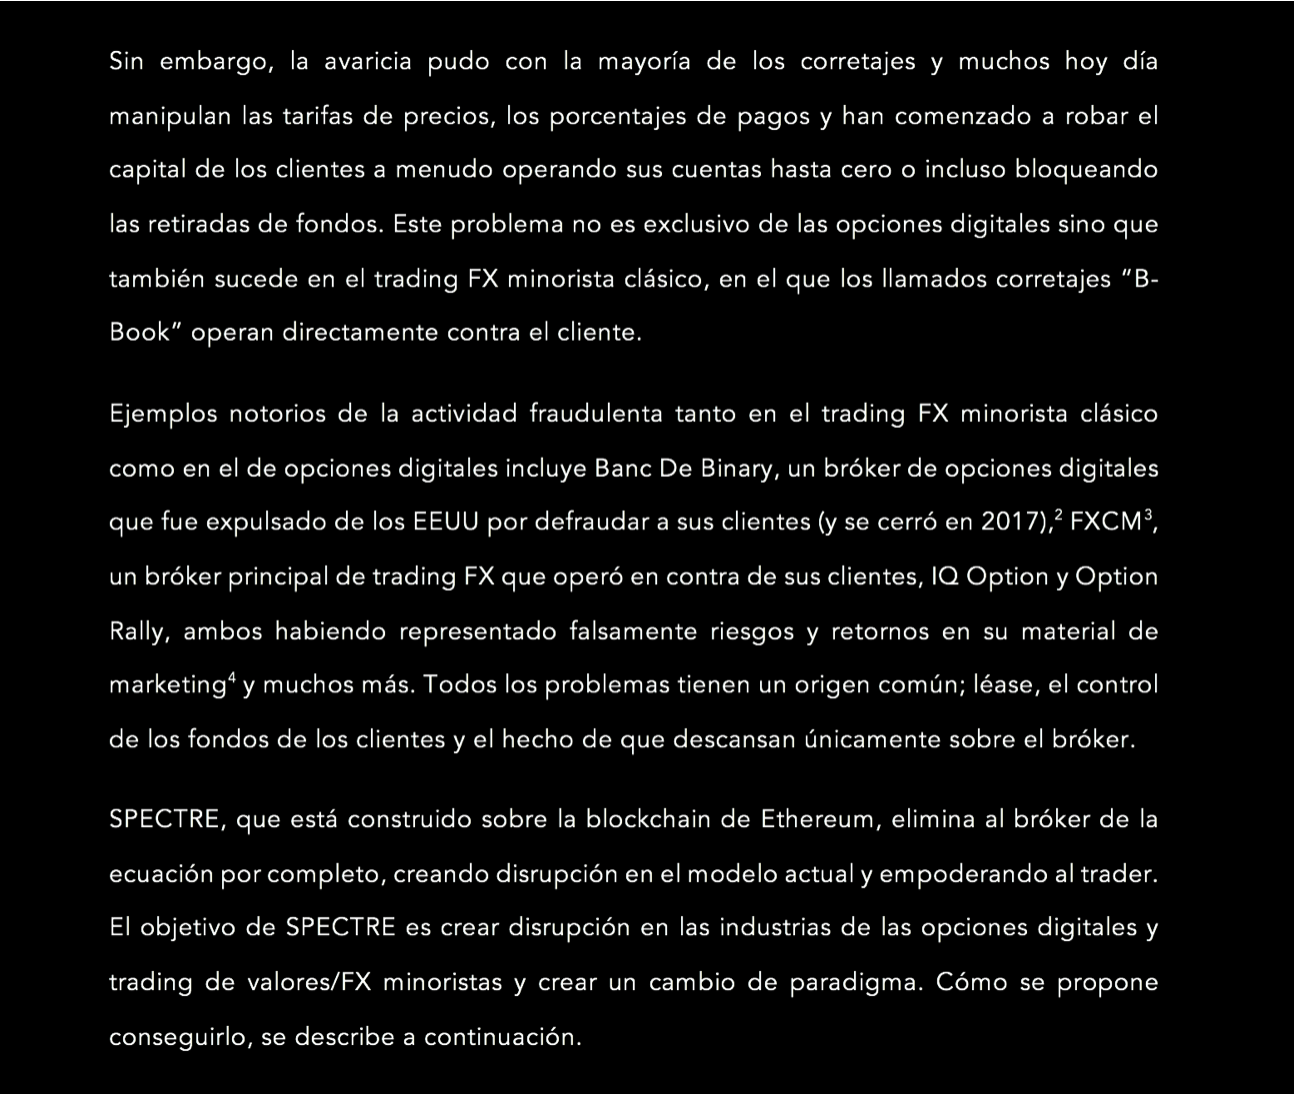 Sin embargo, la avaricia pudo con la mayoría de los corretajes y muchos hoy día
manipulan las tarifas de precios, los porcentajes de pagos y han comenzado a robar el
capital de los clientes a menudo operando sus cuentas hasta cero o incluso bloqueando
las retiradas de fondos. Este problema no es exclusivo de las opciones digitales sino que
también sucede en el trading FX minorista clásico, en el que los llamados corretajes “B-
Book” operan directamente contra el cliente.
Ejemplos notorios de la actividad fraudulenta tanto en el trading FX minorista clásico
como en el de opciones digitales incluye Banc De Binary, un bróker de opciones digitales
que fue expulsado de los EEUU por defraudar a sus clientes (y se cerró en 2017),² FXCM³,
un bróker principal de trading FX que operó en contra de sus clientes, IQ Option y Option
Rally, ambos habiendo representado falsamente riesgos y retornos en su material de
marketing⁴ y muchos más. Todos los problemas tienen un origen común; léase, el control
de los fondos de los clientes y el hecho de que descansan únicamente sobre el bróker.
SPECTRE, que está construido sobre la blockchain de Ethereum, elimina al bróker de la
ecuación por completo, creando disrupción en el modelo actual y empoderando al trader.
El objetivo de SPECTRE es crear disrupción en las industrias de las opciones digitales y
trading de valores/FX minoristas y crear un cambio de paradigma. Cómo se propone
conseguirlo, se describe a continuación.